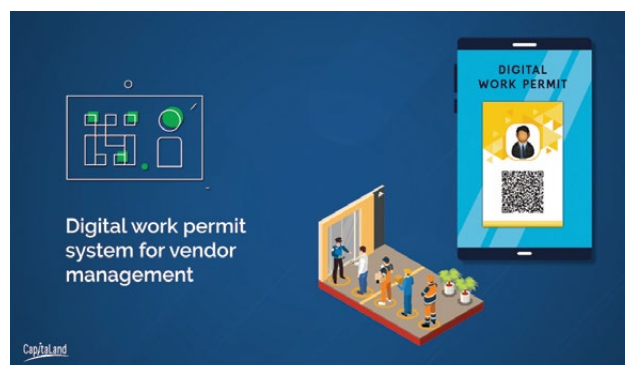 DIGITAL
WORK PERMIT
Digital work permit
system for vendor
management
CapitaLand